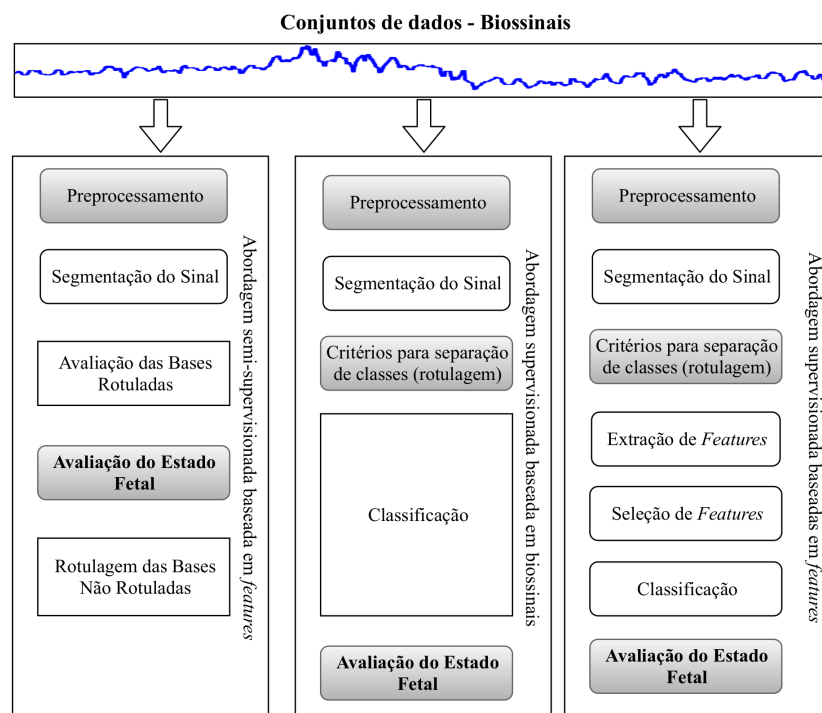 Conjuntos de dados - Biossinais
Preprocessamento
Segmentação do Sinal
Avaliação das Bases
Rotuladas
Avaliação do Estado
Fetal
Rotulagem das Bases
Não Rotuladas
Abordagem semi-supervisionada baseada em features
Preprocessamento
Segmentação do Sinal
Critérios para separação
de classes (rotulagem)
Classificação
Avaliação do Estado
Fetal
Abordagem supervisionada baseada em biossinais
Preprocessamento
Segmentação do Sinal
Critérios para separação
de classes (rotulagem)
Extração de Features
Seleção de Features
Classificação
Avaliação do Estado
Fetal
Abordagem supervisionada baseadas em features